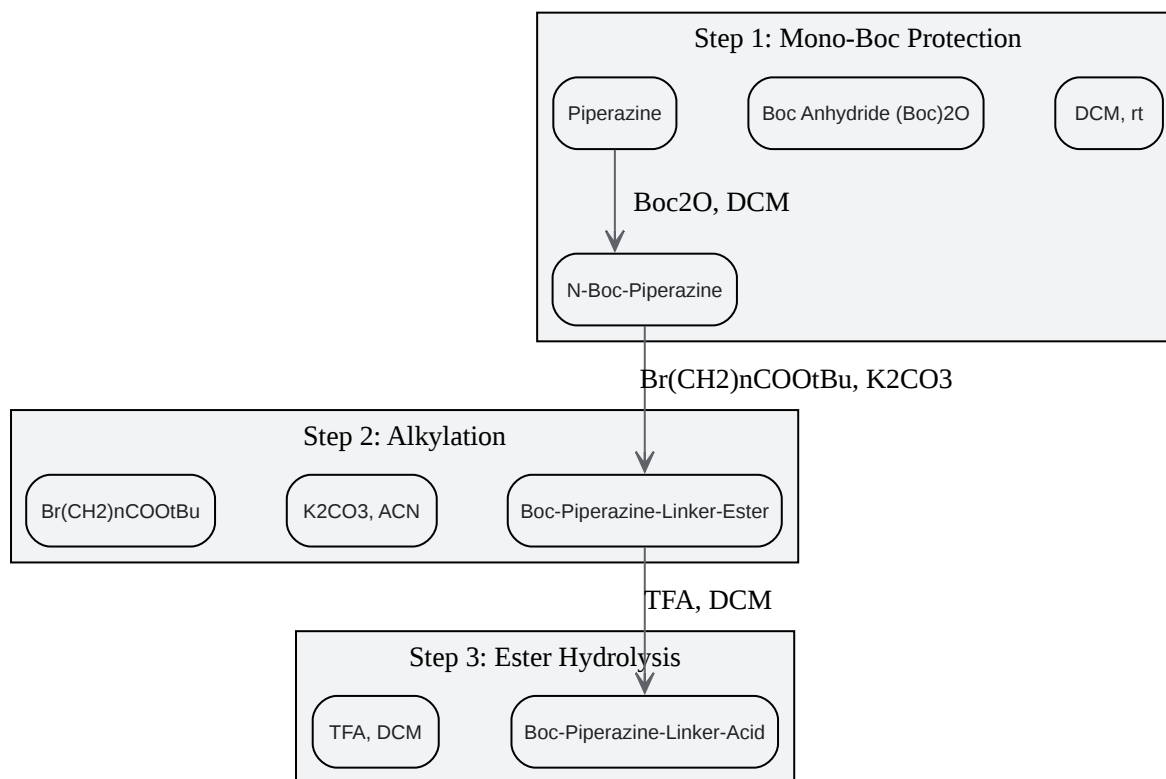 Step 1: Mono-Boc Protection
Piperazine
Boc Anhydride (Boc)2O
DCM, rt
Boc2O, DCM
N-Boc-Piperazine
Br(CH2)nCOOtBu, K2CO3
Step 2: Alkylation
Br(CH2)nCOOtBu
K2CO3, ACN
Boc-Piperazine-Linker-Ester
TFA, DCM
Step 3: Ester Hydrolysis
TFA, DCM
Boc-Piperazine-Linker-Acid